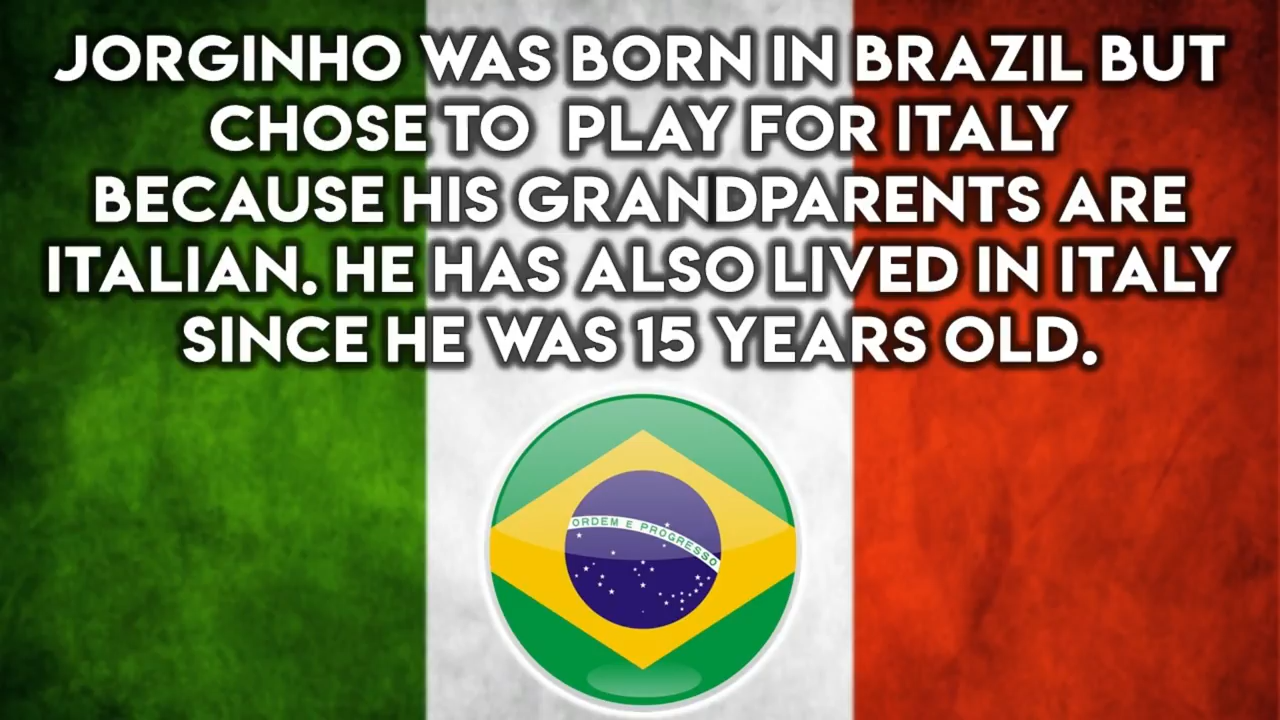 JORGINHO WAS BORN IN BRAZIL BUT
CHOSE TO PLAY FOR ITALY
BECAUSE HIS GRANDPARENTS ARE
ITALIAN. HE HAS ALSO LIVED IN ITALY
SINCE HE WAS 15 YEARS OLD.
ORDEM E PROGRESSO